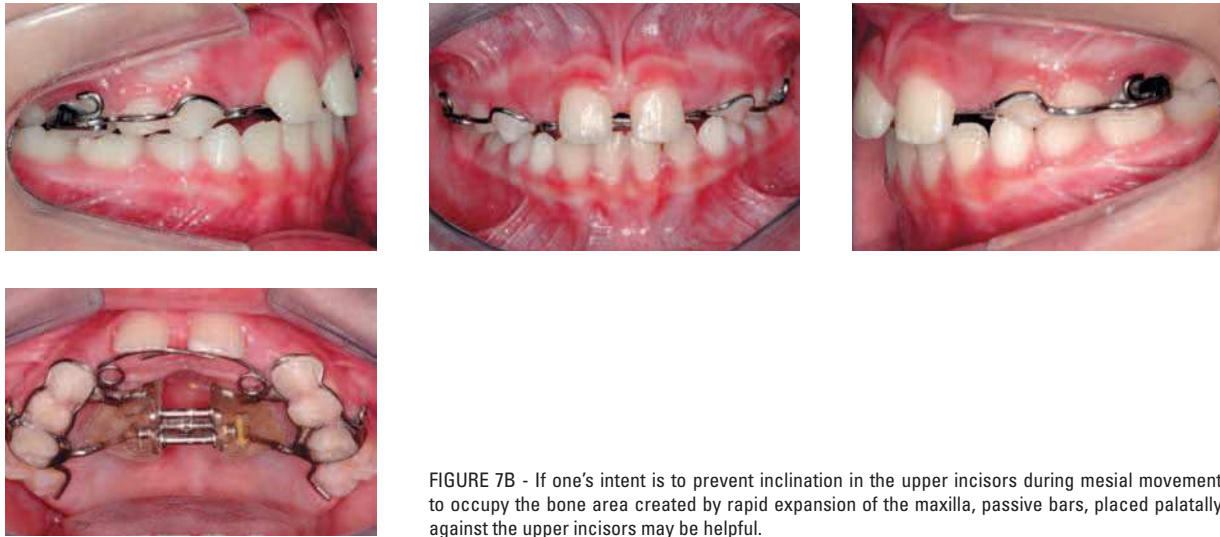 FIGURE 7B - If one's intent is to prevent inclination in the upper incisors during mesial movement
to occupy the bone area created by rapid expansion of the maxilla, passive bars, placed palatally
against the upper incisors may be helpful.